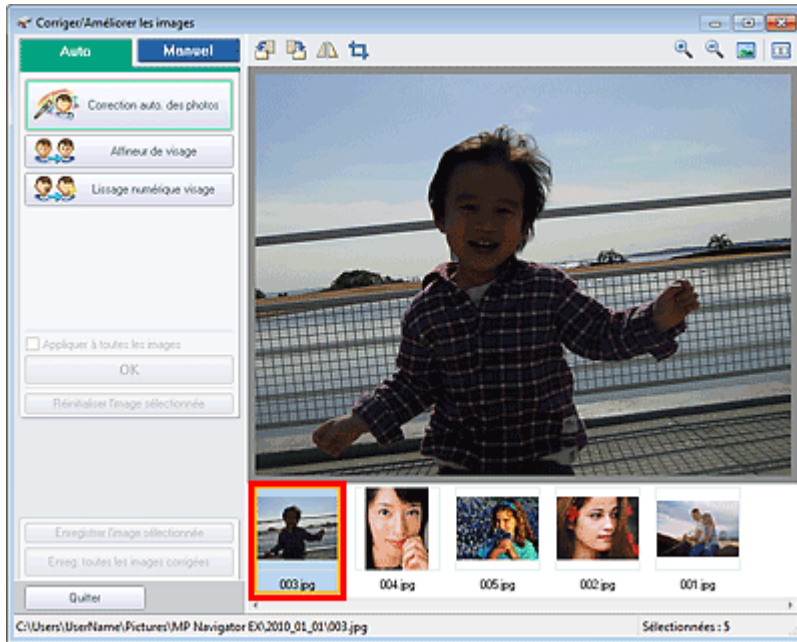 Corriger/Améliorer les images
Auto
Manuel
Correction auto. des photos
Affineur de visage
Lissage numérique visage
Appliquer à toutes les images
OK
Réinitialiser l'image sélectionnée
Enregistrer l'image sélectionnée
Enreg. toutes les images corrigées
Quitter
003.jpg
004.jpg
005.jpg
002.jpg
001.jpg
C:\Users\UserName\Pictures\MP Navigator EX\2010_01_01\003.jpg
Sélectionnées : 5